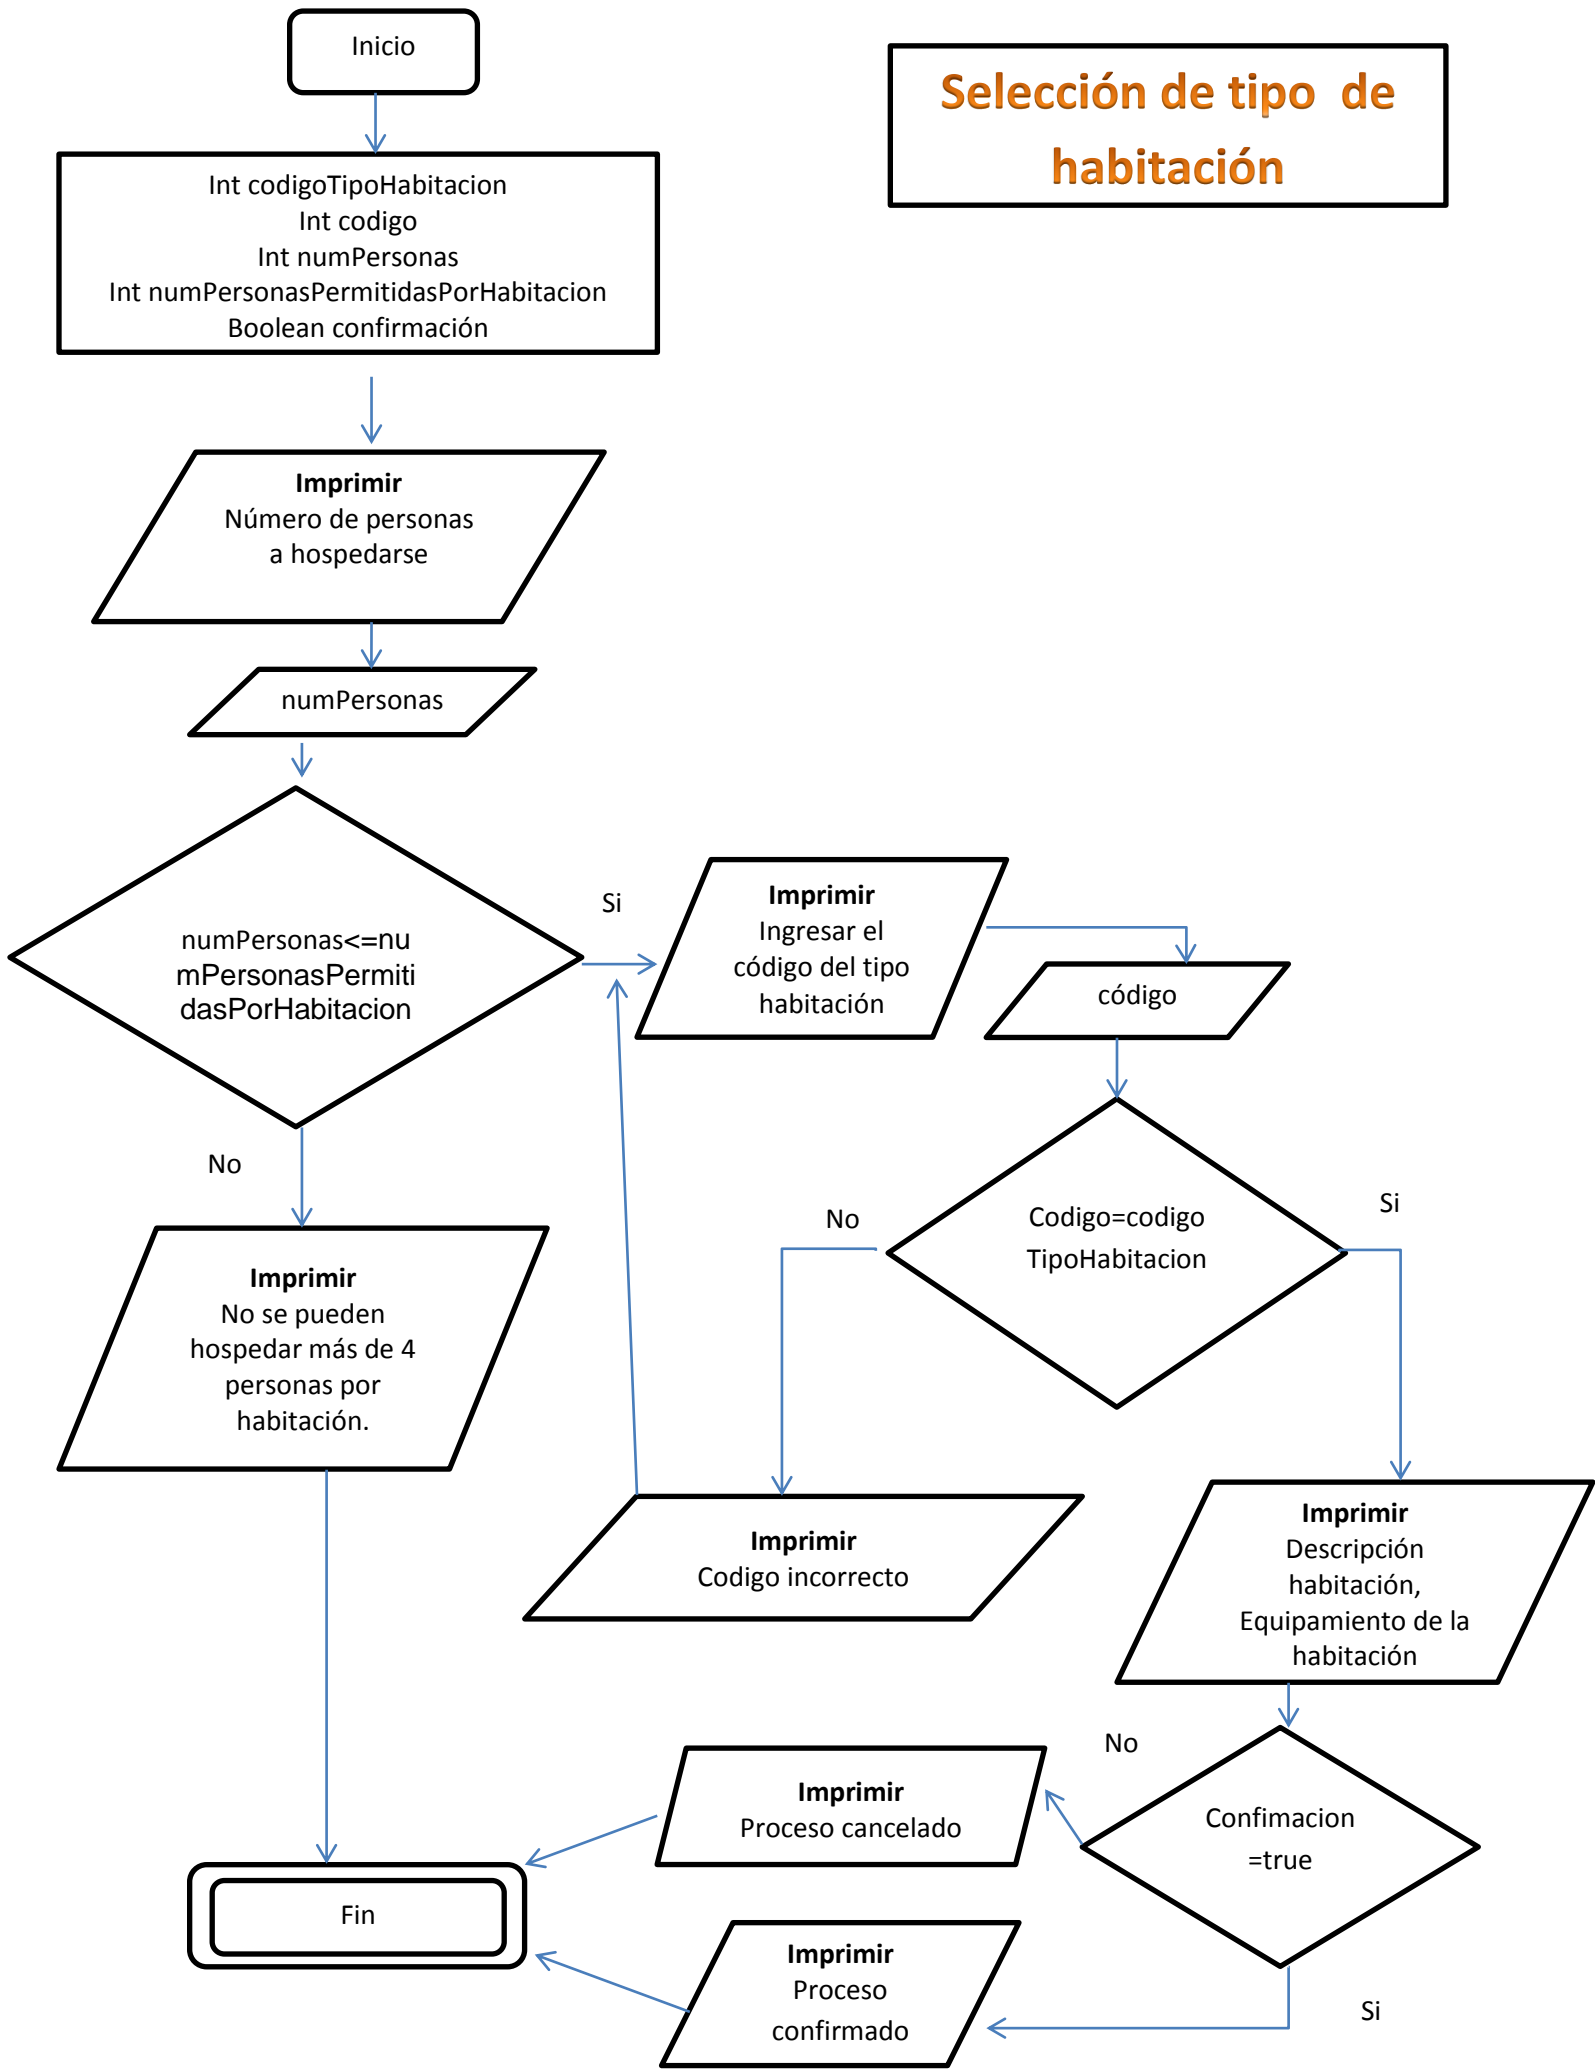 Inicio
Selección de tipo de
habitación
Int codigoTipoHabitacion
Int codigo
Int numPersonas
Int numPersonasPermitidasPorHabitacion
Boolean confirmación
Imprimir
Número de personas
a hospedarse
numPersonas
numPersonas<=nu
mPersonasPermiti
dasPorHabitacion
Si
Imprimir
Ingresar el
código del tipo
habitación
código
No
Imprimir
No se pueden
hospedar más de 4
personas por
habitación.
Codigo=codigo
TipoHabitacion
No
Si
Imprimir
Codigo incorrecto
Imprimir
Descripción
habitación,
Equipamiento de la
habitación
Confimacion
=true
No
Imprimir
Proceso cancelado
Si
Imprimir
Proceso
confirmado
Fin